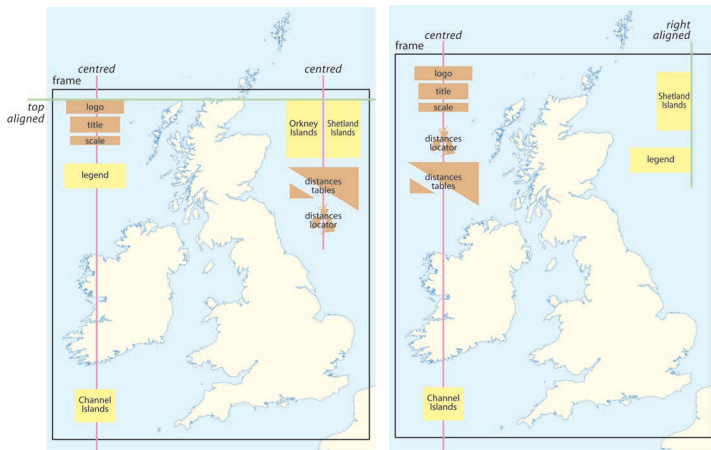 centred
centred
frame
top
aligned
logo
title
scale
legend
Orkney
Islands
Shetland
Islands
distances
tables
distances
locator
Channel
Islands
right
aligned
centred
frame
logo
title
scale
distances
locator
distances
tables
Shetland
Islands
legend
Channel
Islands